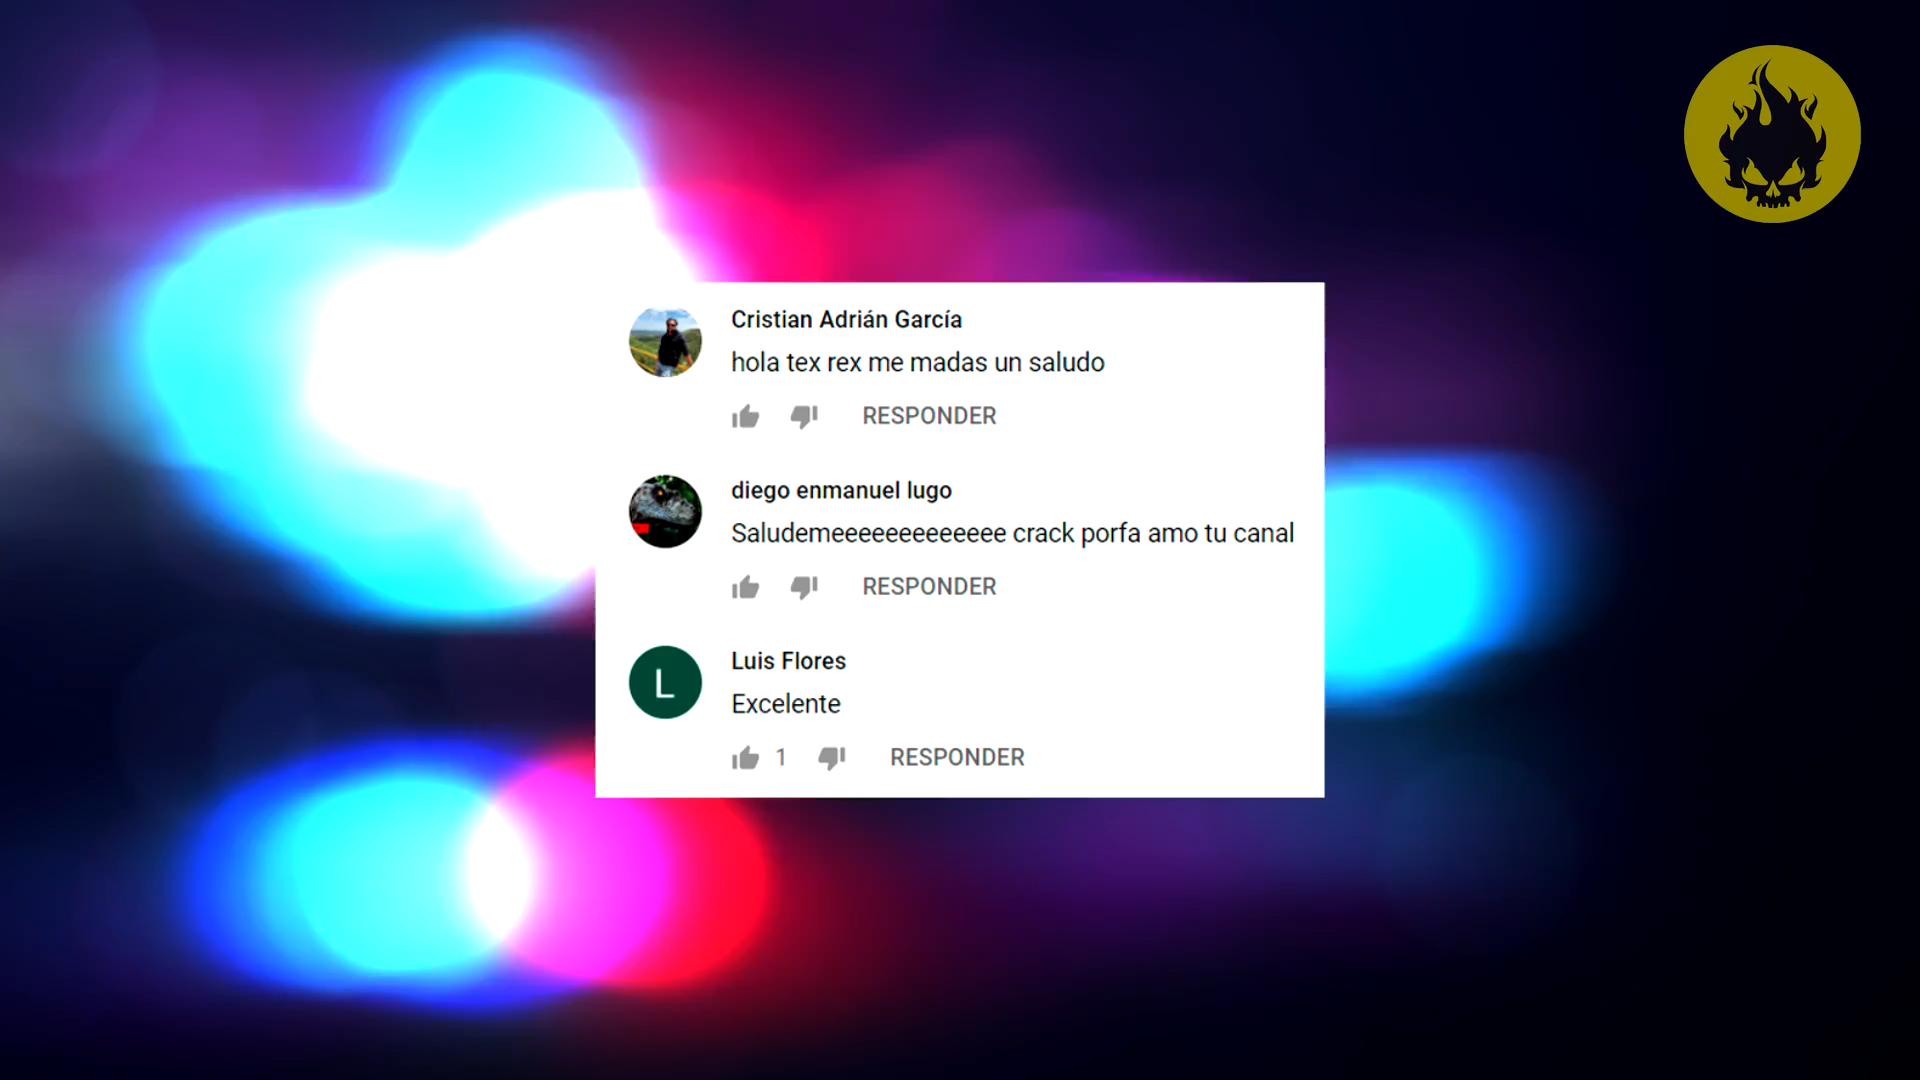 Cristian Adrián García
hola tex rex me madas un saludo
RESPONDER
diego enmanuel lugo
Saludemeeeeeeeeeeeee crack porfa amo tu canal
RESPONDER
L
Luis Flores
Excelente
1 RESPONDER